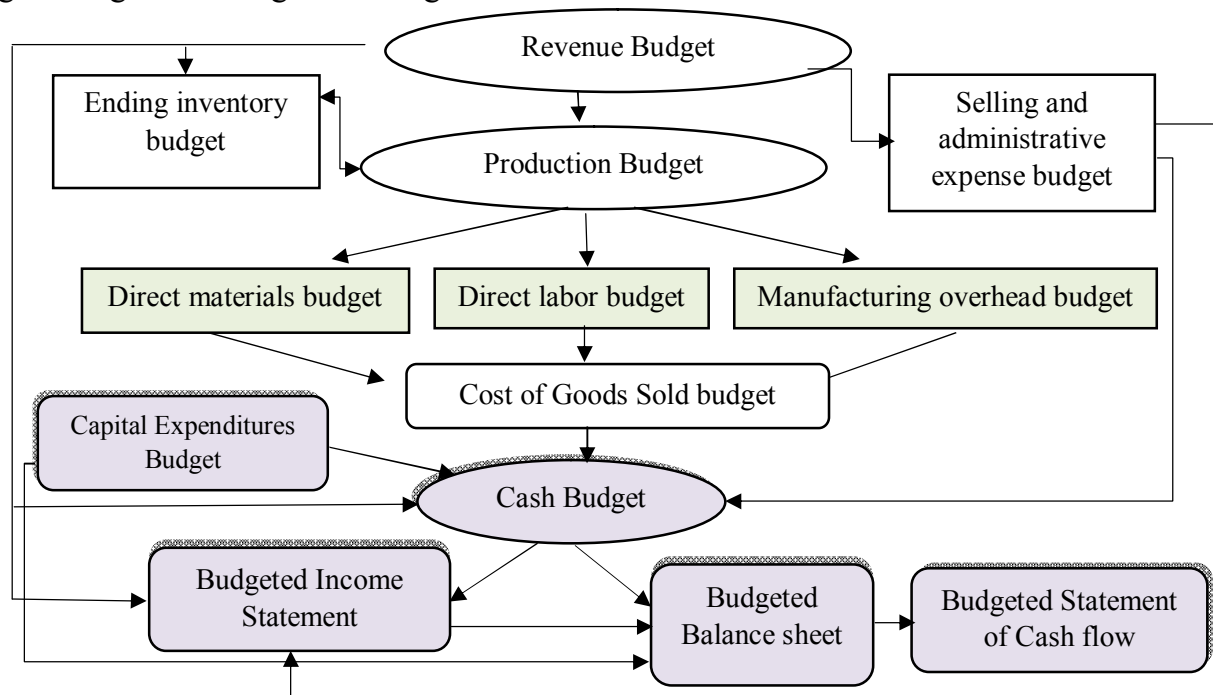 Revenue Budget
Ending inventory
budget
Selling and
administrative
expense budget
Production Budget
Direct materials budget
Direct labor budget
Manufacturing overhead budget
Cost of Goods Sold budget
Capital Expenditures
Budget
Cash Budget
Budgeted Income
Statement
Budgeted
Balance sheet
Budgeted Statement
of Cash flow